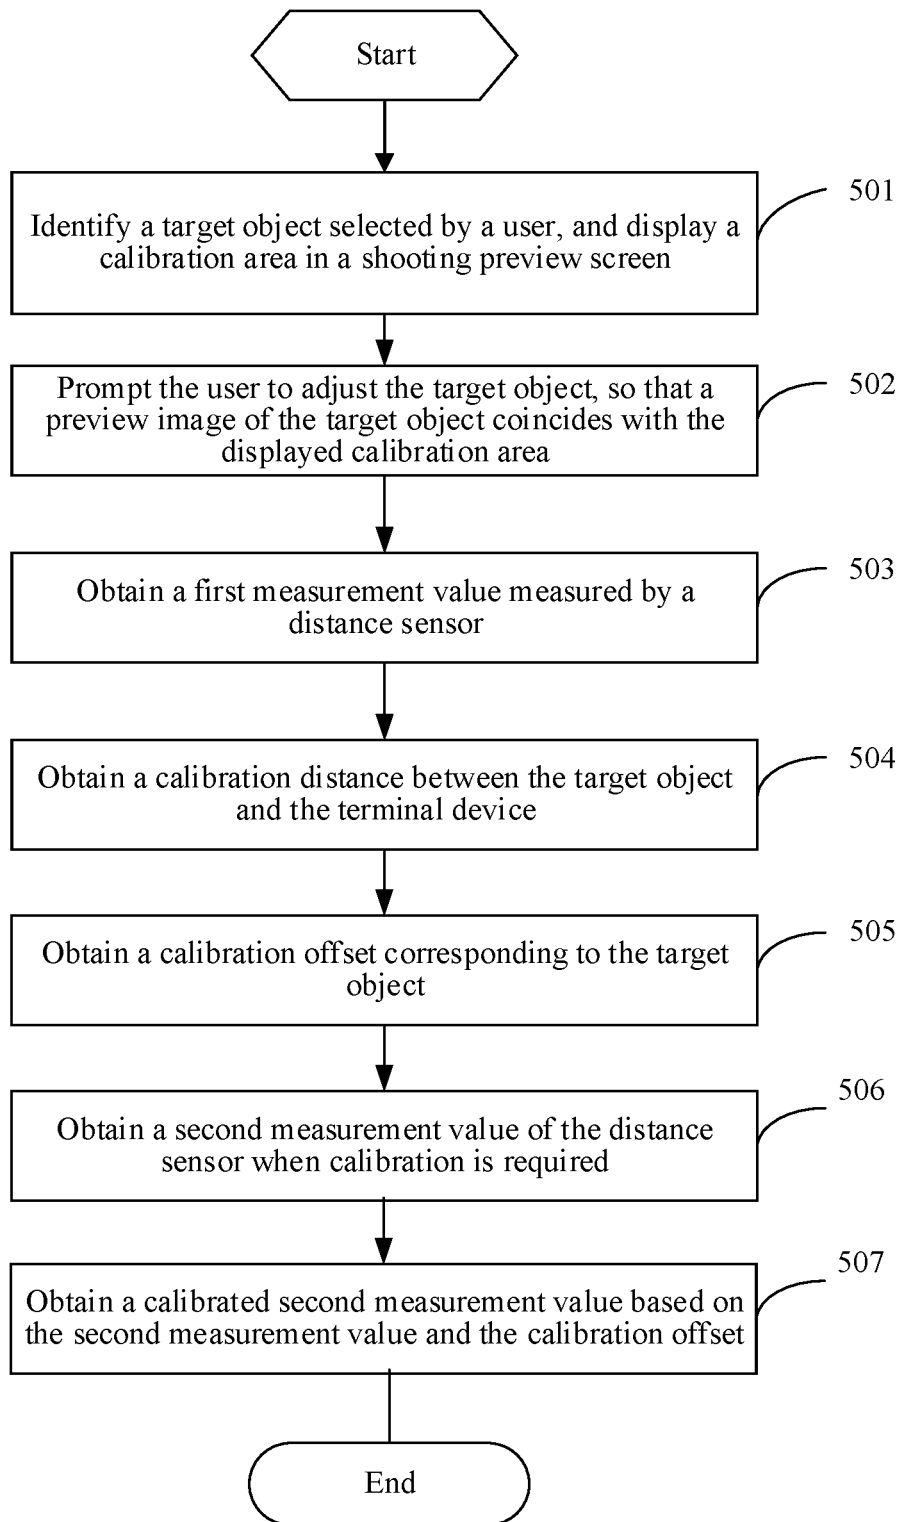 Start
501
Identify a target object selected by a user, and display a
calibration area in a shooting preview screen
502
Prompt the user to adjust the target object, so that a
preview image of the target object coincides with the
displayed calibration area
503
Obtain a first measurement value measured by a
distance sensor
504
Obtain a calibration distance between the target object
and the terminal device
505
Obtain a calibration offset corresponding to the target
object
506
Obtain a second measurement value of the distance
sensor when calibration is required
507
Obtain a calibrated second measurement value based on
the second measurement value and the calibration offset
End